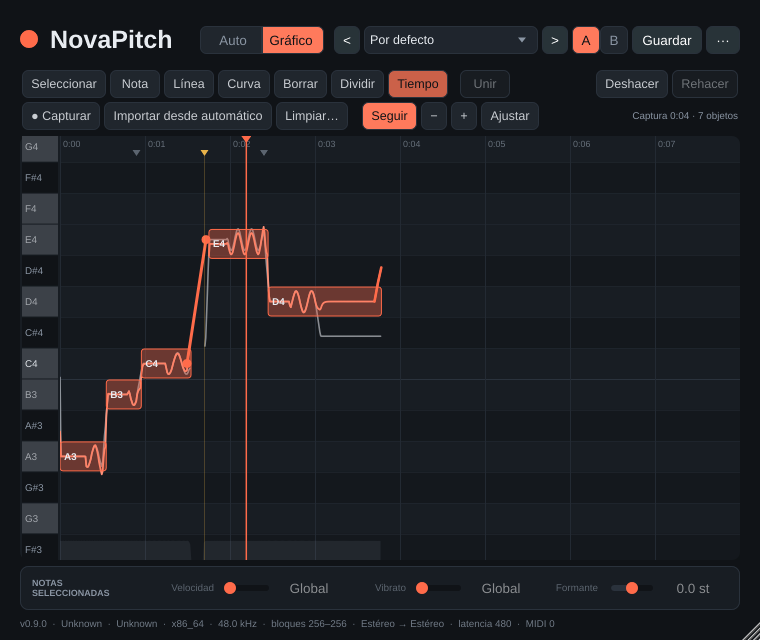 NovaPitch Auto Gráfico < Por defecto > A B Guardar ...
Seleccionar Nota Línea Curva Borrar Dividir Tiempo Unir Deshacer Rehacer
● Capturar Importar desde automático Limpiar… Seguir − + Ajustar Captura 0:04 · 7 objetos
0:00 0:01 0:02 0:03 0:04 0:05 0:06 0:07
G4
F#4
F4
E4 E4
D#4
D4 D4
C#4
C4 C4
B3 B3
A#3
A3 A3
G#3
G3
F#3
NOTAS
SELECCIONADAS
Velocidad Global Vibrato Global Formante 0.0 st
v0.9.0 · Unknown · Unknown · x86_64 · 48.0 kHz · bloques 256–256 · Estéreo → Estéreo · latencia 480 · MIDI 0